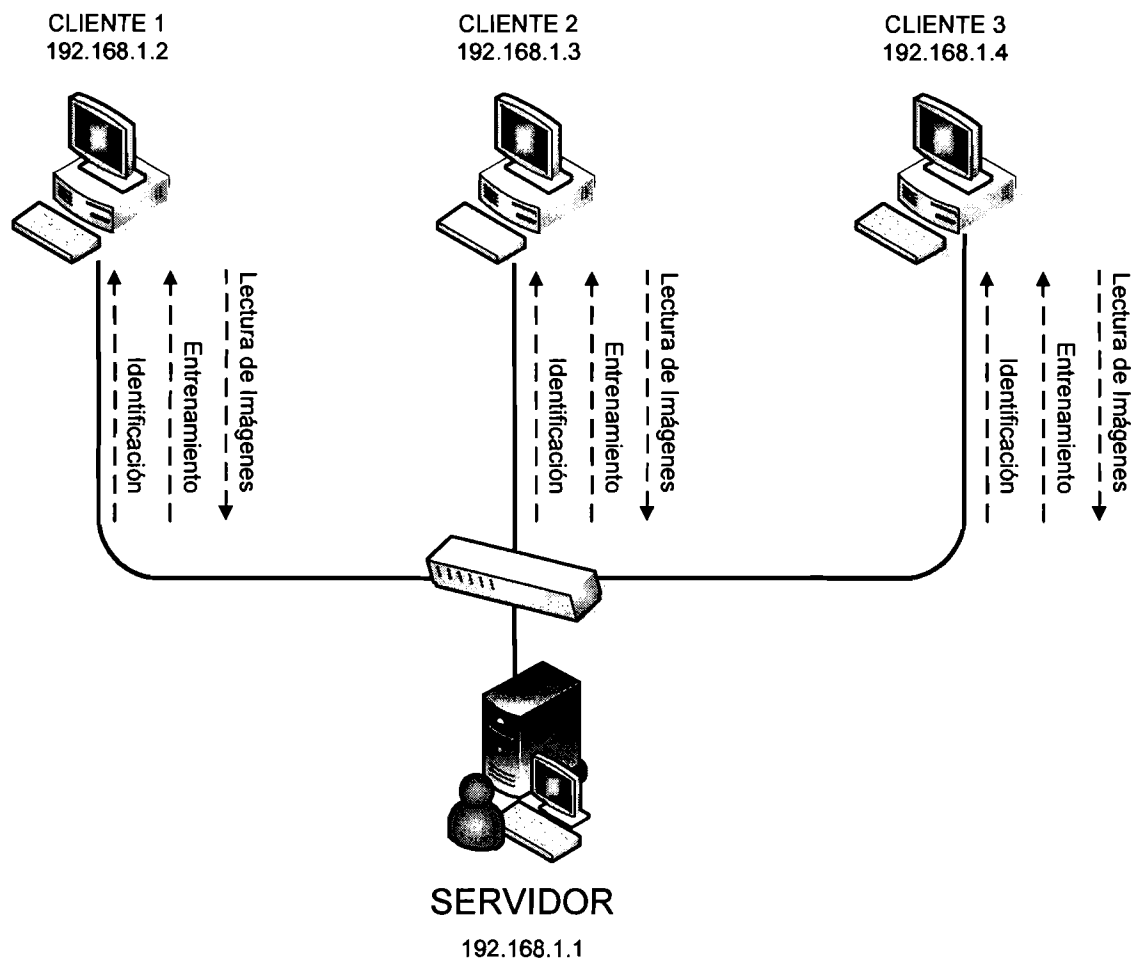 CLIENTE 1
192.168.1.2
CLIENTE 2
192.168.1.3
CLIENTE 3
192.168.1.4
Identificación
Entrenamiento
Lectura de Imágenes
Identificación
Entrenamiento
Lectura de Imágenes
Identificación
Entrenamiento
Lectura de Imágenes
SERVIDOR
192.168.1.1